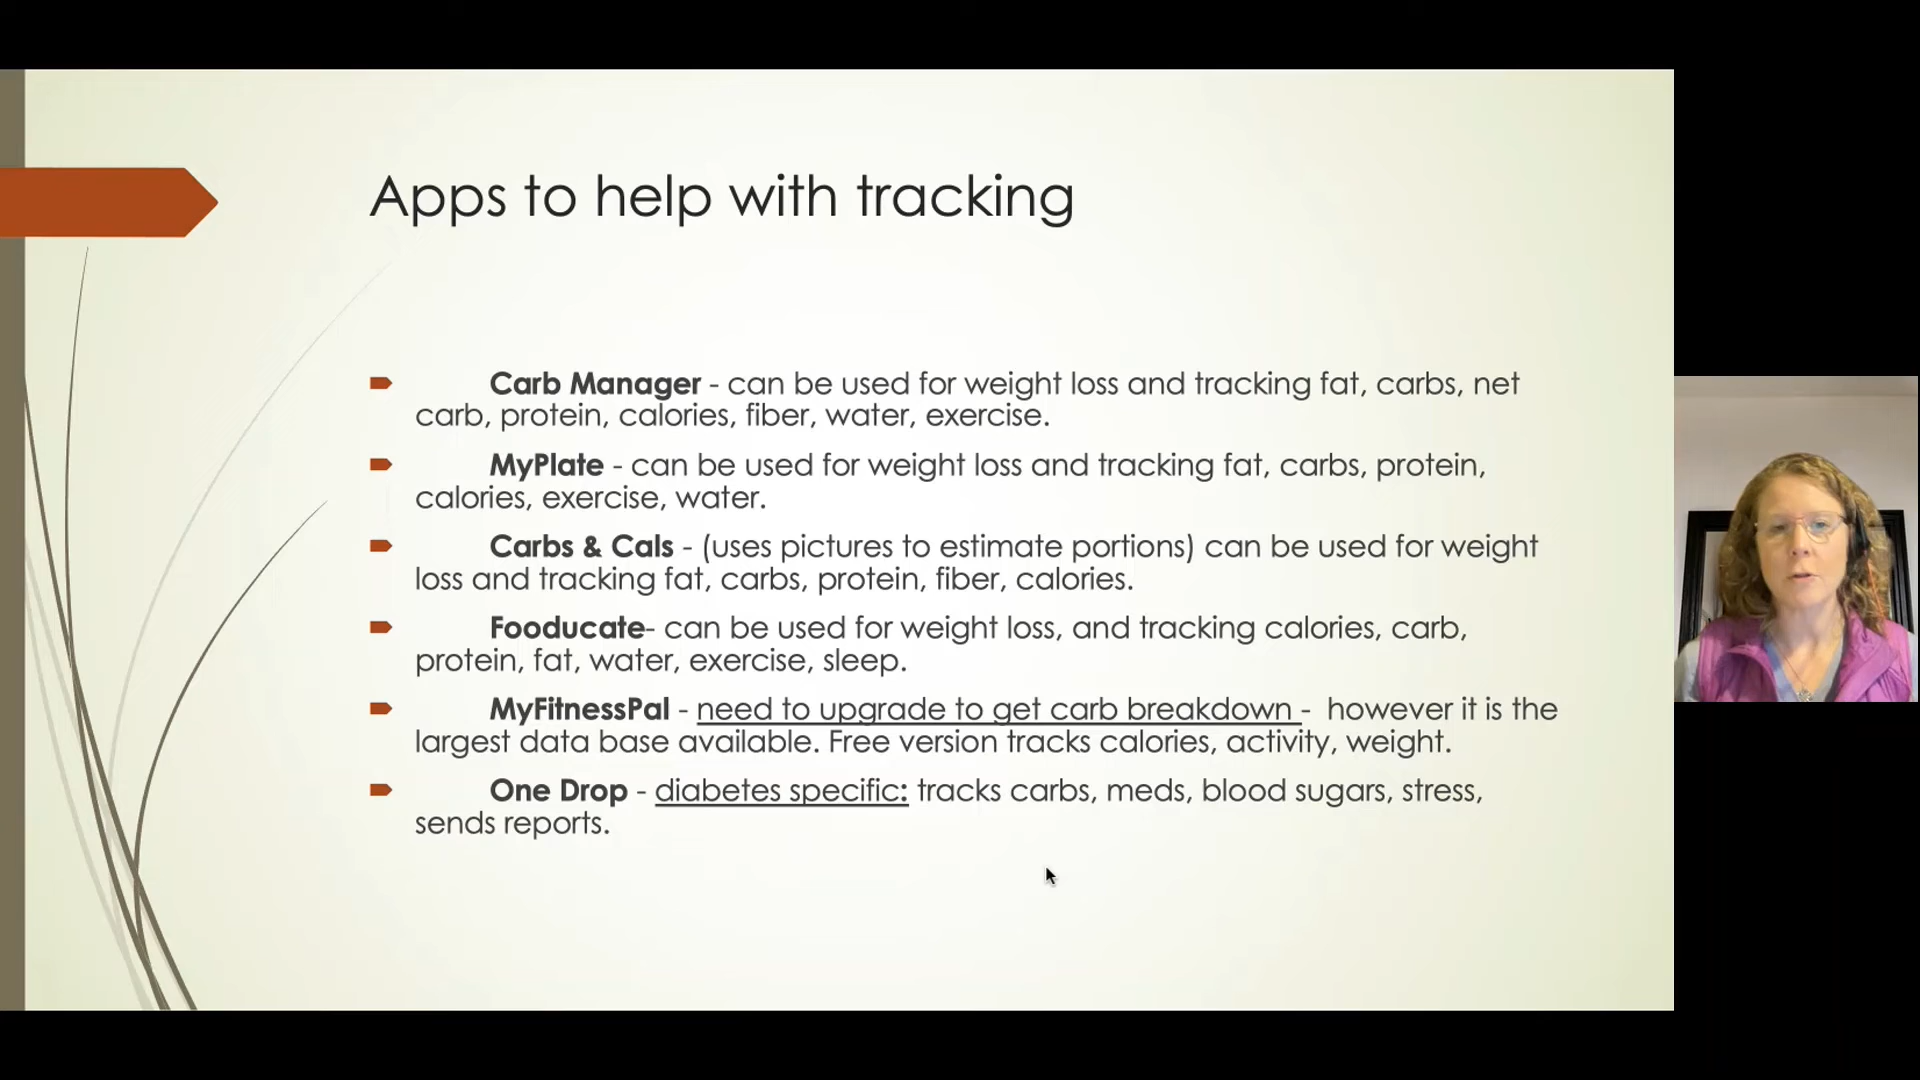 Apps to help with tracking
Carb Manager - can be used for weight loss and tracking fat, carbs, net
carb, protein, calories, fiber, water, exercise.
MyPlate - can be used for weight loss and tracking fat, carbs, protein,
calories, exercise, water.
Carbs & Cals - (uses pictures to estimate portions) can be used for weight
loss and tracking fat, carbs, protein, fiber, calories.
Fooducate- can be used for weight loss, and tracking calories, carb,
protein, fat, water, exercise, sleep.
MyFitnessPal - need to upgrade to get carb breakdown - however it is the
largest data base available. Free version tracks calories, activity, weight.
One Drop - diabetes specific: tracks carbs, meds, blood sugars, stress,
sends reports.